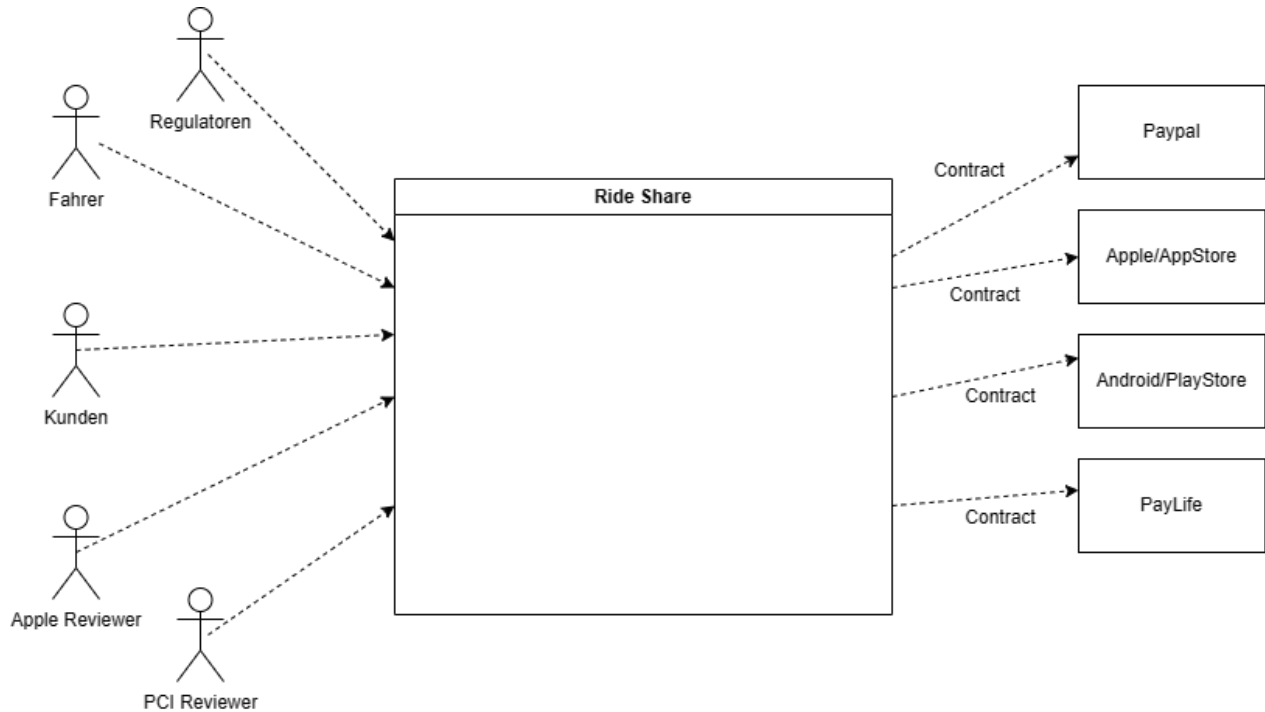 Regulatoren
Fahrer
Kunden
Apple Reviewer
PCI Reviewer
Ride Share
Contract
Contract
Contract
Contract
Paypal
Apple/AppStore
Android/PlayStore
PayLife